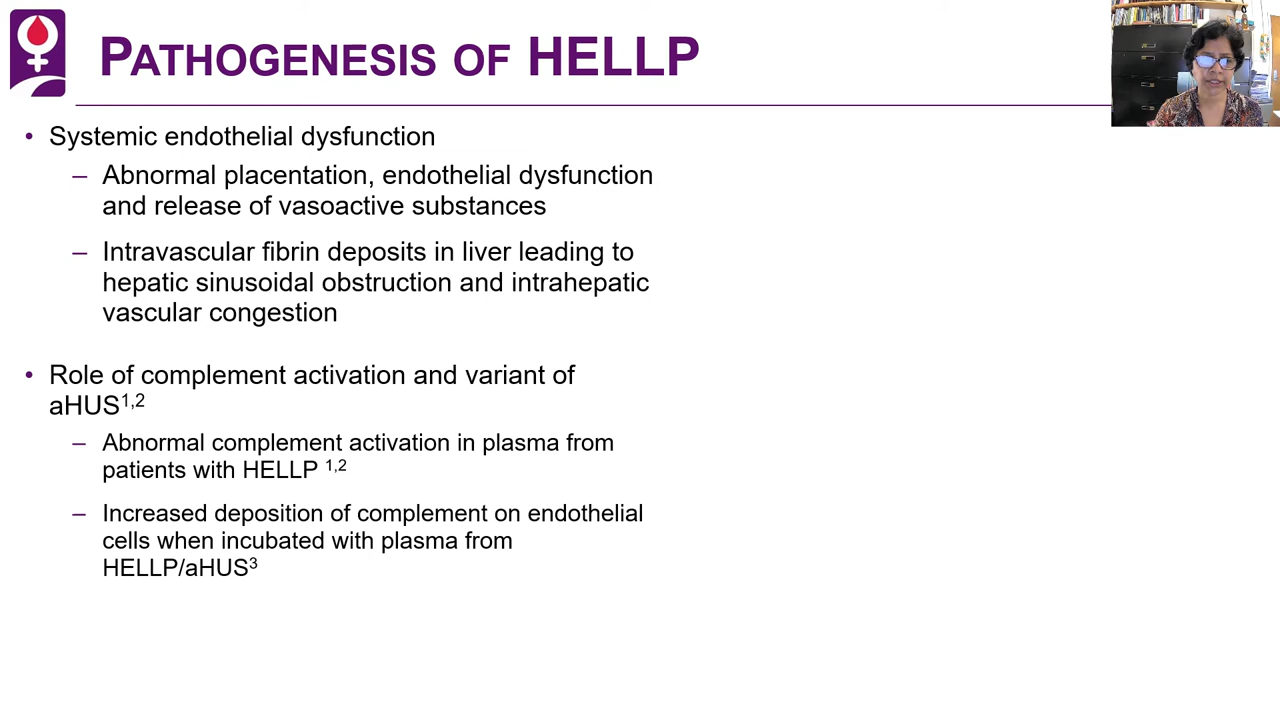 PATHOGENESIS OF HELLP
• Systemic endothelial dysfunction
– Abnormal placentation, endothelial dysfunction
and release of vasoactive substances
– Intravascular fibrin deposits in liver leading to
hepatic sinusoidal obstruction and intrahepatic
vascular congestion
• Role of complement activation and variant of
aHUS1,2
– Abnormal complement activation in plasma from
patients with HELLP 1,2
– Increased deposition of complement on endothelial
cells when incubated with plasma from
HELLP/aHUS3